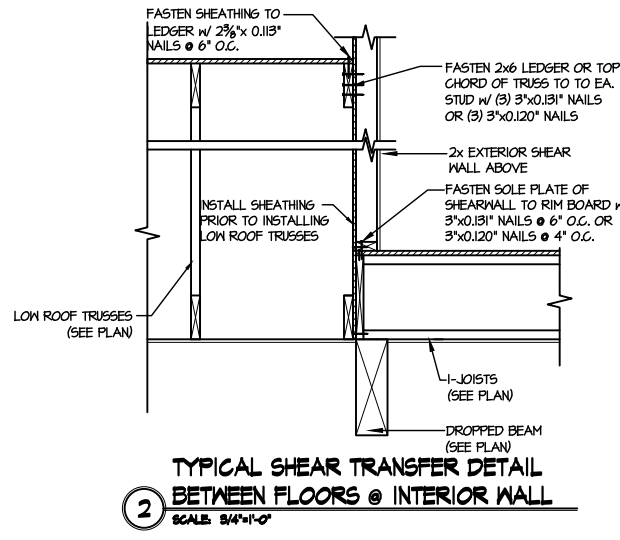 FASTEN SHEATHING TO
LEDGER W/ 2⅜"x 0.113"
NAILS @ 6" O.C.
FASTEN 2x6 LEDGER OR TOP
CHORD OF TRUSS TO TO EA.
STUD W/ (3) 3"x0.131" NAILS
OR (3) 3"x0.120" NAILS
2x EXTERIOR SHEAR
WALL ABOVE
FASTEN SOLE PLATE OF
SHEARWALL TO RIM BOARD
3"x0.131" NAILS @ 6" O.C. OR
3"x0.120" NAILS @ 4" O.C.
INSTALL SHEATHING
PRIOR TO INSTALLING
LOW ROOF TRUSSES
LOW ROOF TRUSSES
(SEE PLAN)
I-JOISTS
(SEE PLAN)
DROPPED BEAM
(SEE PLAN)
2
TYPICAL SHEAR TRANSFER DETAIL
BETWEEN FLOORS @ INTERIOR WALL
SCALE: 3/4"=1'-0"